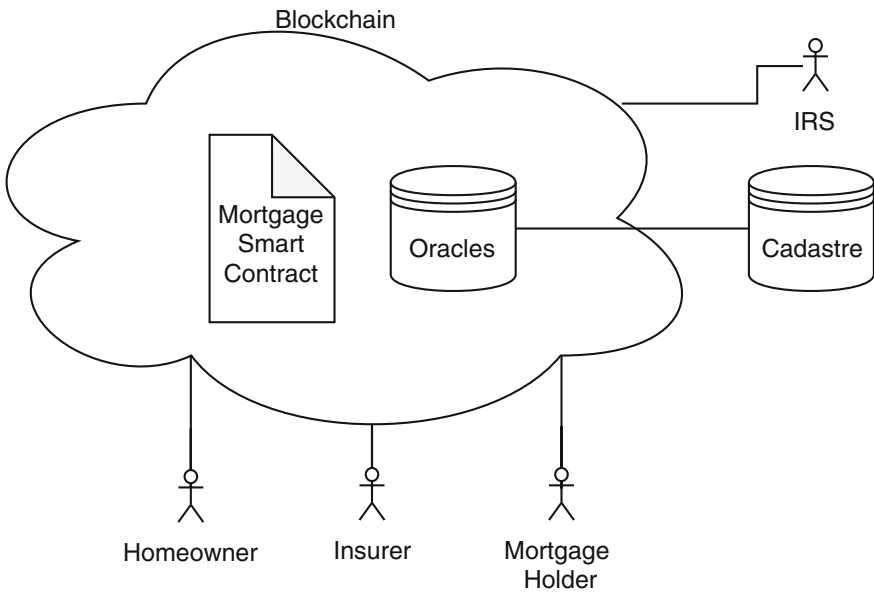 Blockchain
IRS
Mortgage
Smart
Contract
Oracles
Cadastre
Homeowner
Insurer
Mortgage
Holder